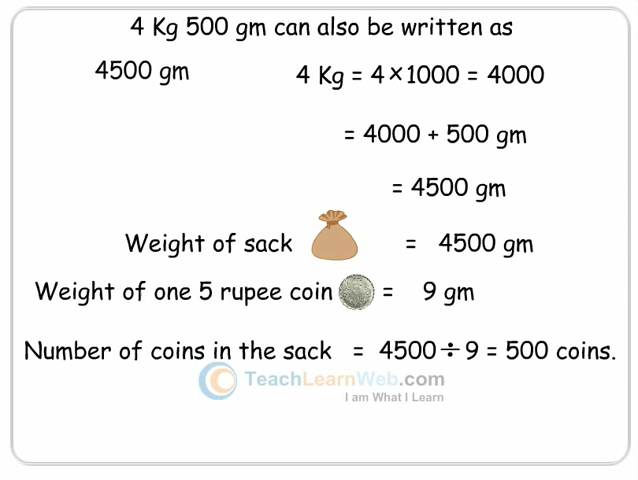 4 Kg 500 gm can also be written as
4500 gm 4 Kg = 4×1000 = 4000
= 4000 + 500 gm
= 4500 gm
Weight of sack = 4500 gm
Weight of one 5 rupee coin = 9 gm
Number of coins in the sack = 4500÷9 = 500 coins.
TeachLearnWeb.com
I am What I Learn